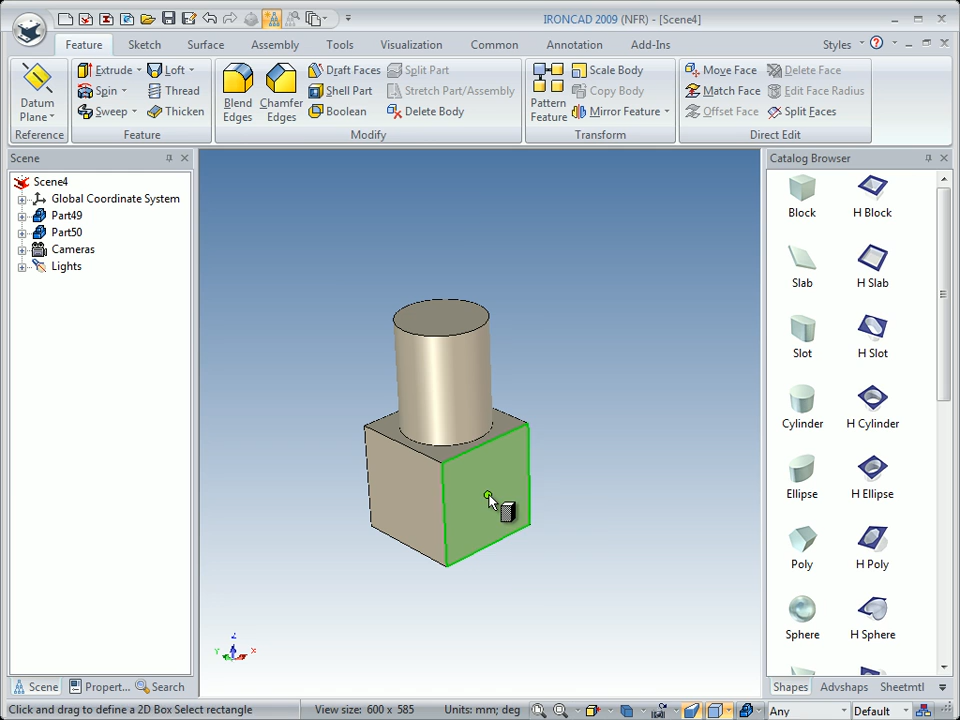 IRONCAD 2009 (NFR) - [Scene4]
Feature Sketch Surface Assembly Tools Visualization Common Annotation Add-Ins Styles
Datum Plane
Reference
Extrude Loft
Spin Thread
Sweep Thicken
Feature
Blend Edges
Chamfer Edges
Draft Faces Split Part
Shell Part Stretch Part/Assembly
Boolean Delete Body
Modify
Pattern Feature
Scale Body
Copy Body
Mirror Feature
Transform
Move Face Delete Face
Match Face Edit Face Radius
Offset Face Split Faces
Direct Edit
Scene
Scene4
Global Coordinate System
Part49
Part50
Cameras
Lights
Z
Y X
Catalog Browser
Block H Block
Slab H Slab
Slot H Slot
Cylinder H Cylinder
Ellipse H Ellipse
Poly H Poly
Sphere H Sphere
Scene Propert... Search
Shapes Advshaps Sheetmtl
Click and drag to define a 2D Box Select rectangle View size: 600 x 585 Units: mm; deg Any Default